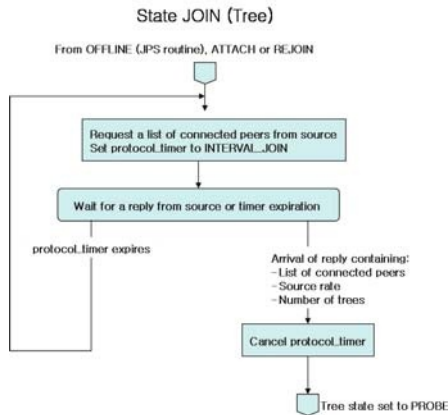 State JOIN (Tree)
From OFFLINE (JPS routine), ATTACH or REJOIN
Request a list of connected peers from source
Set protocol_timer to INTERVAL_JOIN
Wait for a reply from source or timer expiration
protocol_timer expires
Arrival of reply containing:
-List of connected peers
-Source rate
-Number of trees
Cancel protocol_timer
Tree state set to PROBE